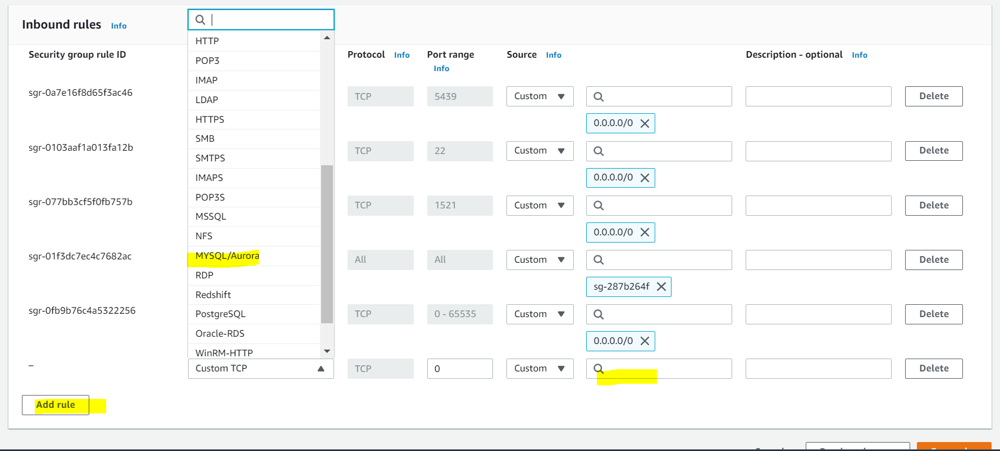 Inbound rules Info
Security group rule ID
Protocol Info
Port range
Info
Source Info
Description - optional Info
HTTP
POP3
IMAP
LDAP
HTTPS
SMB
SMTPS
IMAPS
POP3S
MSSQL
NFS
MYSQL/Aurora
RDP
Redshift
PostgreSQL
Oracle-RDS
WinRM-HTTP
sgr-0a7e16f8d65f3ac46 TCP 5439 Custom Delete
0.0.0.0/0
sgr-0103aaf1a013fa12b TCP 22 Custom Delete
0.0.0.0/0
sgr-077bb3cf5f0fb757b TCP 1521 Custom Delete
0.0.0.0/0
sgr-01f3dc7ec4c7682ac All All Custom Delete
sg-287b264f
sgr-0fb9b76c4a5322256 TCP 0 - 65535 Custom Delete
0.0.0.0/0
– Custom TCP TCP 0 Custom Delete
Add rule